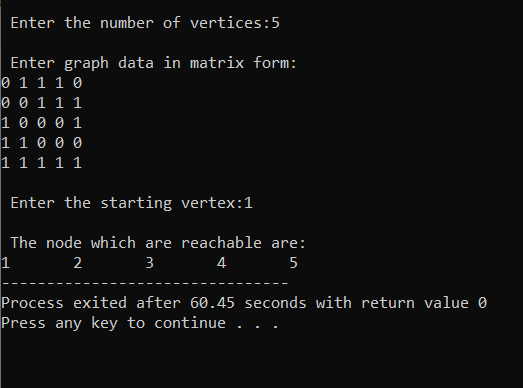 Enter the number of vertices:5
Enter graph data in matrix form:
0 1 1 1 0
0 0 1 1 1
1 0 0 0 1
1 1 0 0 0
1 1 1 1 1
Enter the starting vertex:1
The node which are reachable are:
1 2 3 4 5
--------------------------------
Process exited after 60.45 seconds with return value 0
Press any key to continue . . .